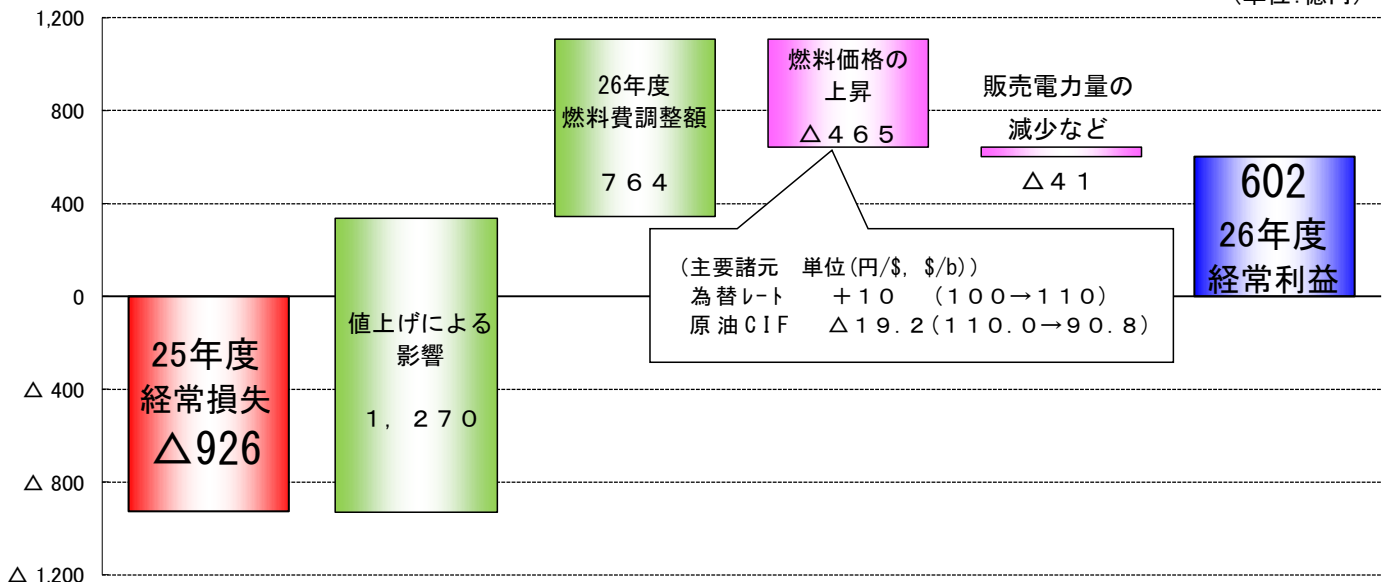 （単位：億円）
1,200
800
400
0
△ 400
△ 800
△ 1,200
25年度
経常損失
△926
値上げによる
影響
１，２７０
26年度
燃料費調整額
７６４
燃料価格の
上昇
△４６５
販売電力量の
減少など
△４１
602
26年度
経常利益
（主要諸元　単位(円/$, $/b)）
為替ﾚｰﾄ　＋10　（100→110）
原油ＣＩＦ　△19.2(110.0→90.8)